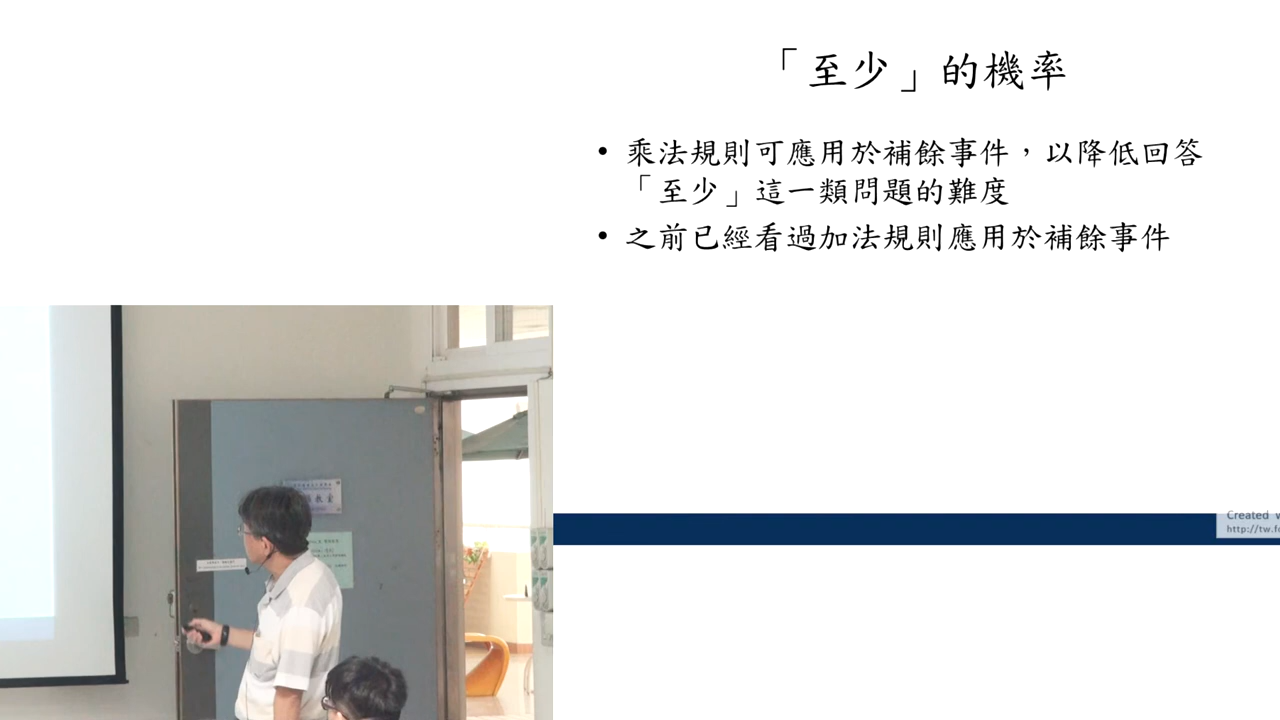 「至少」的機率
• 乘法規則可應用於補餘事件，以降低回答
「至少」這一類問題的難度
• 之前已經看過加法規則應用於補餘事件
Created
http://tw.f
教室